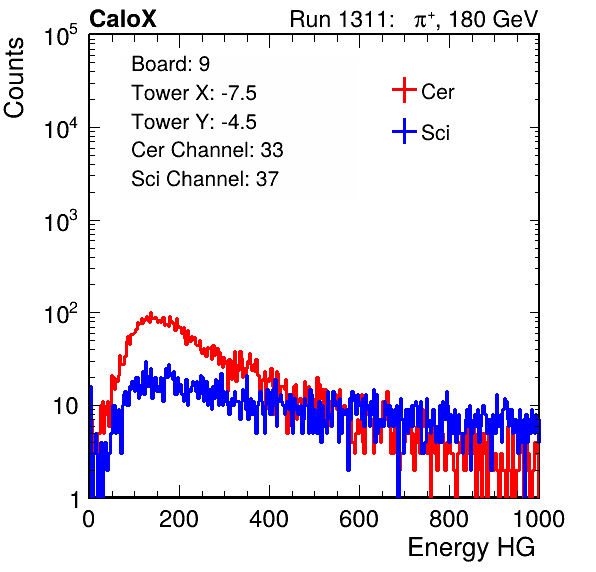 CaloX Run 1311: π⁺, 180 GeV
Counts
10⁵
10⁴
10³
10²
10
1
Board: 9
Tower X: -7.5
Tower Y: -4.5
Cer Channel: 33
Sci Channel: 37
Cer
Sci
0 200 400 600 800 1000
Energy HG